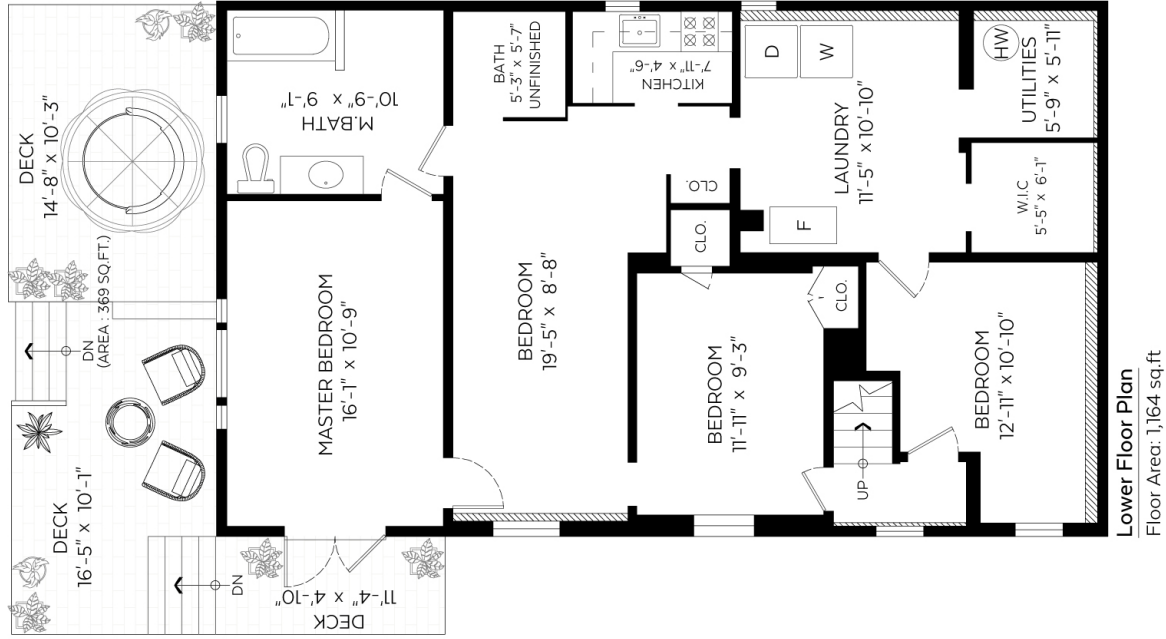 DECK
14'-8" x 10'-3"
(AREA : 369 SQ.FT.)
DN
DECK
16'-5" x 10'-1"
DN
DECK
11'-4" x 4'-10"
M.BATH
10'-9" x 9'-1"
MASTER BEDROOM
16'-1" x 10'-9"
BATH
5'-3" x 5'-7"
UNFINISHED
KITCHEN
7'-11" x 4'-6"
BEDROOM
19'-5" x 8'-8"
CLO.
CLO.
D
W
LAUNDRY
11'-5" x 10'-10"
F
HW
UTILITIES
5'-9" x 5'-11"
W.I.C
5'-5" x 6'-1"
BEDROOM
11'-11" x 9'-3"
CLO.
UP
BEDROOM
12'-11" x 10'-10"
Lower Floor Plan
Floor Area: 1,164 sq.ft